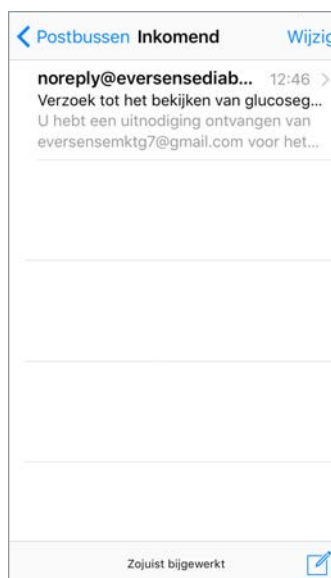 Postbussen Inkomend Wijzig
noreply@eversensediab... 12:46
Verzoek tot het bekijken van glucoseg...
U hebt een uitnodiging ontvangen van
eversensemktg7@gmail.com voor het...
Zojuist bijgewerkt